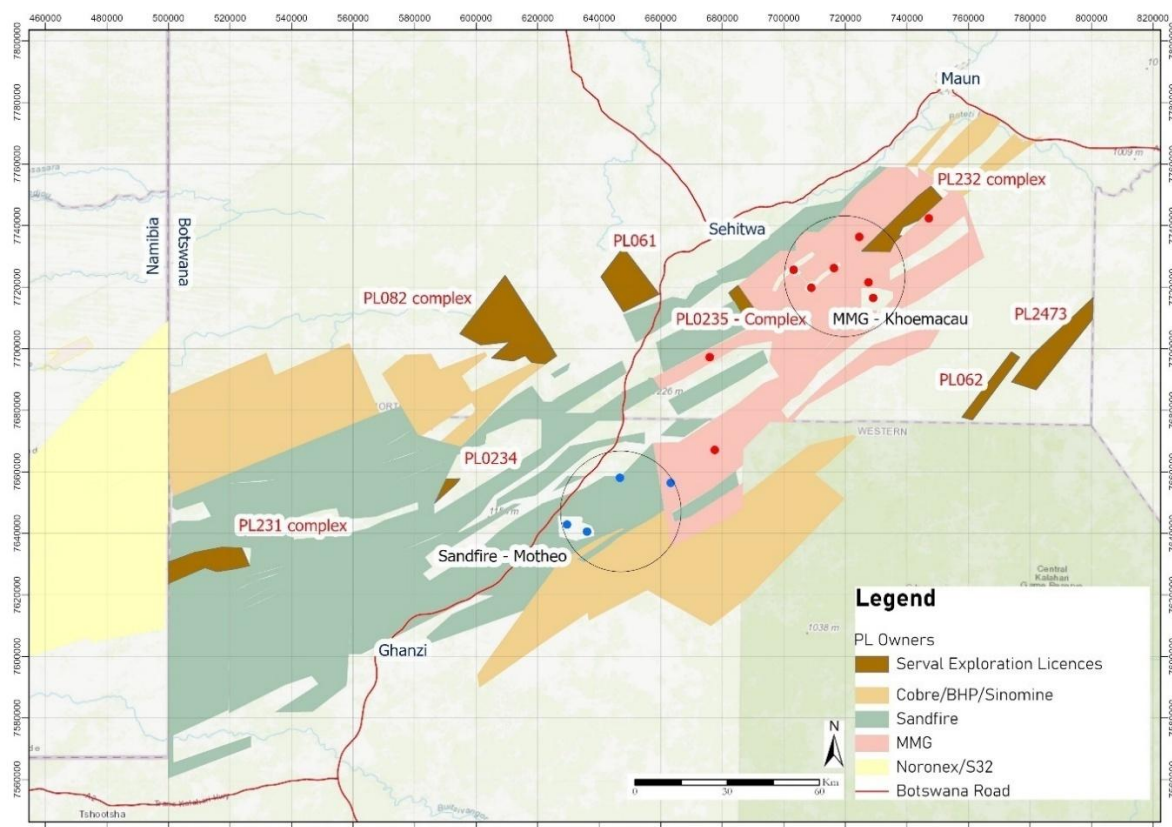 460000 480000 500000 520000 540000 560000 580000 600000 620000 640000 660000 680000 700000 720000 740000 760000 780000 800000 820000
7800000
7780000
7760000
7740000
7720000
7700000
7680000
7660000
7640000
7620000
7600000
7580000
7560000
Maun
1009 m
PL232 complex
Namibia
Botswana
Sehitwa
PL061
PL082 complex
PL0235 - Complex
MMG - Khoemacau
PL2473
PL062
WESTERN
PL0234
PL231 complex
Sandfire - Motheo
Central
Kalahari
1038 m
Ghanzi
Tshootsha
N
0 30 60 Km
Legend
PL Owners
Serval Exploration Licences
Cobre/BHP/Sinomine
Sandfire
MMG
Noronex/S32
Botswana Road